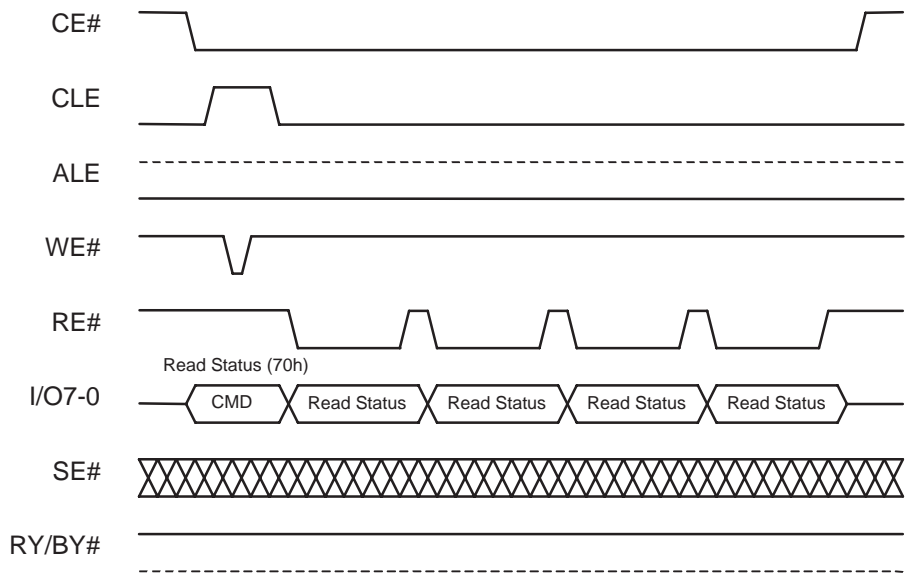 CE#
CLE
ALE
WE#
RE#
Read Status (70h)
I/O7-0 CMD Read Status Read Status Read Status Read Status
SE#
RY/BY#